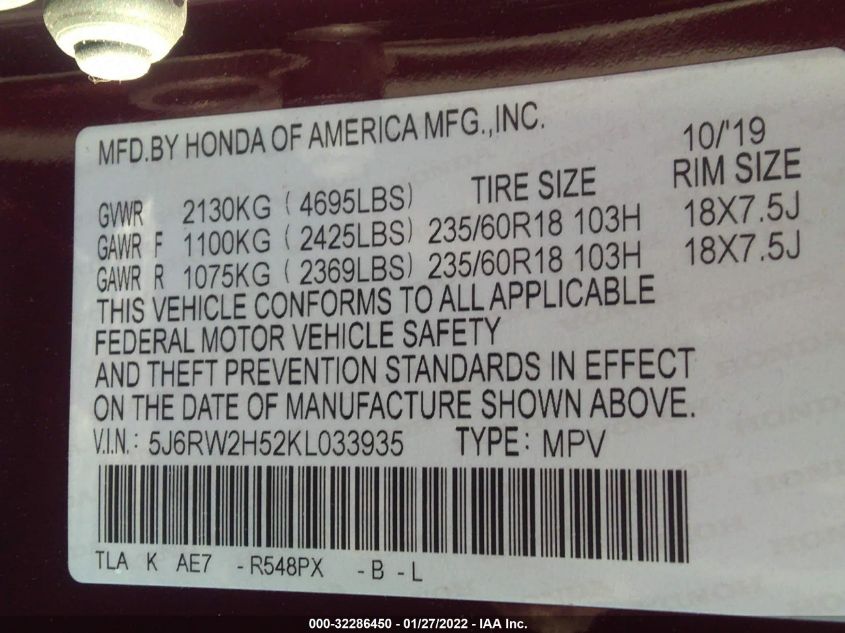 MFD.BY HONDA OF AMERICA MFG.,INC. 10/'19
TIRE SIZE RIM SIZE
GVWR 2130KG ( 4695LBS)
GAWR F 1100KG ( 2425LBS) 235/60R18 103H 18X7.5J
GAWR R 1075KG ( 2369LBS) 235/60R18 103H 18X7.5J
THIS VEHICLE CONFORMS TO ALL APPLICABLE
FEDERAL MOTOR VEHICLE SAFETY
AND THEFT PREVENTION STANDARDS IN EFFECT
ON THE DATE OF MANUFACTURE SHOWN ABOVE.
V.I.N.: 5J6RW2H52KL033935 TYPE: MPV
TLA K AE7 -R548PX -B -L
000-32286450 — 01/27/2022 — IAA Inc.